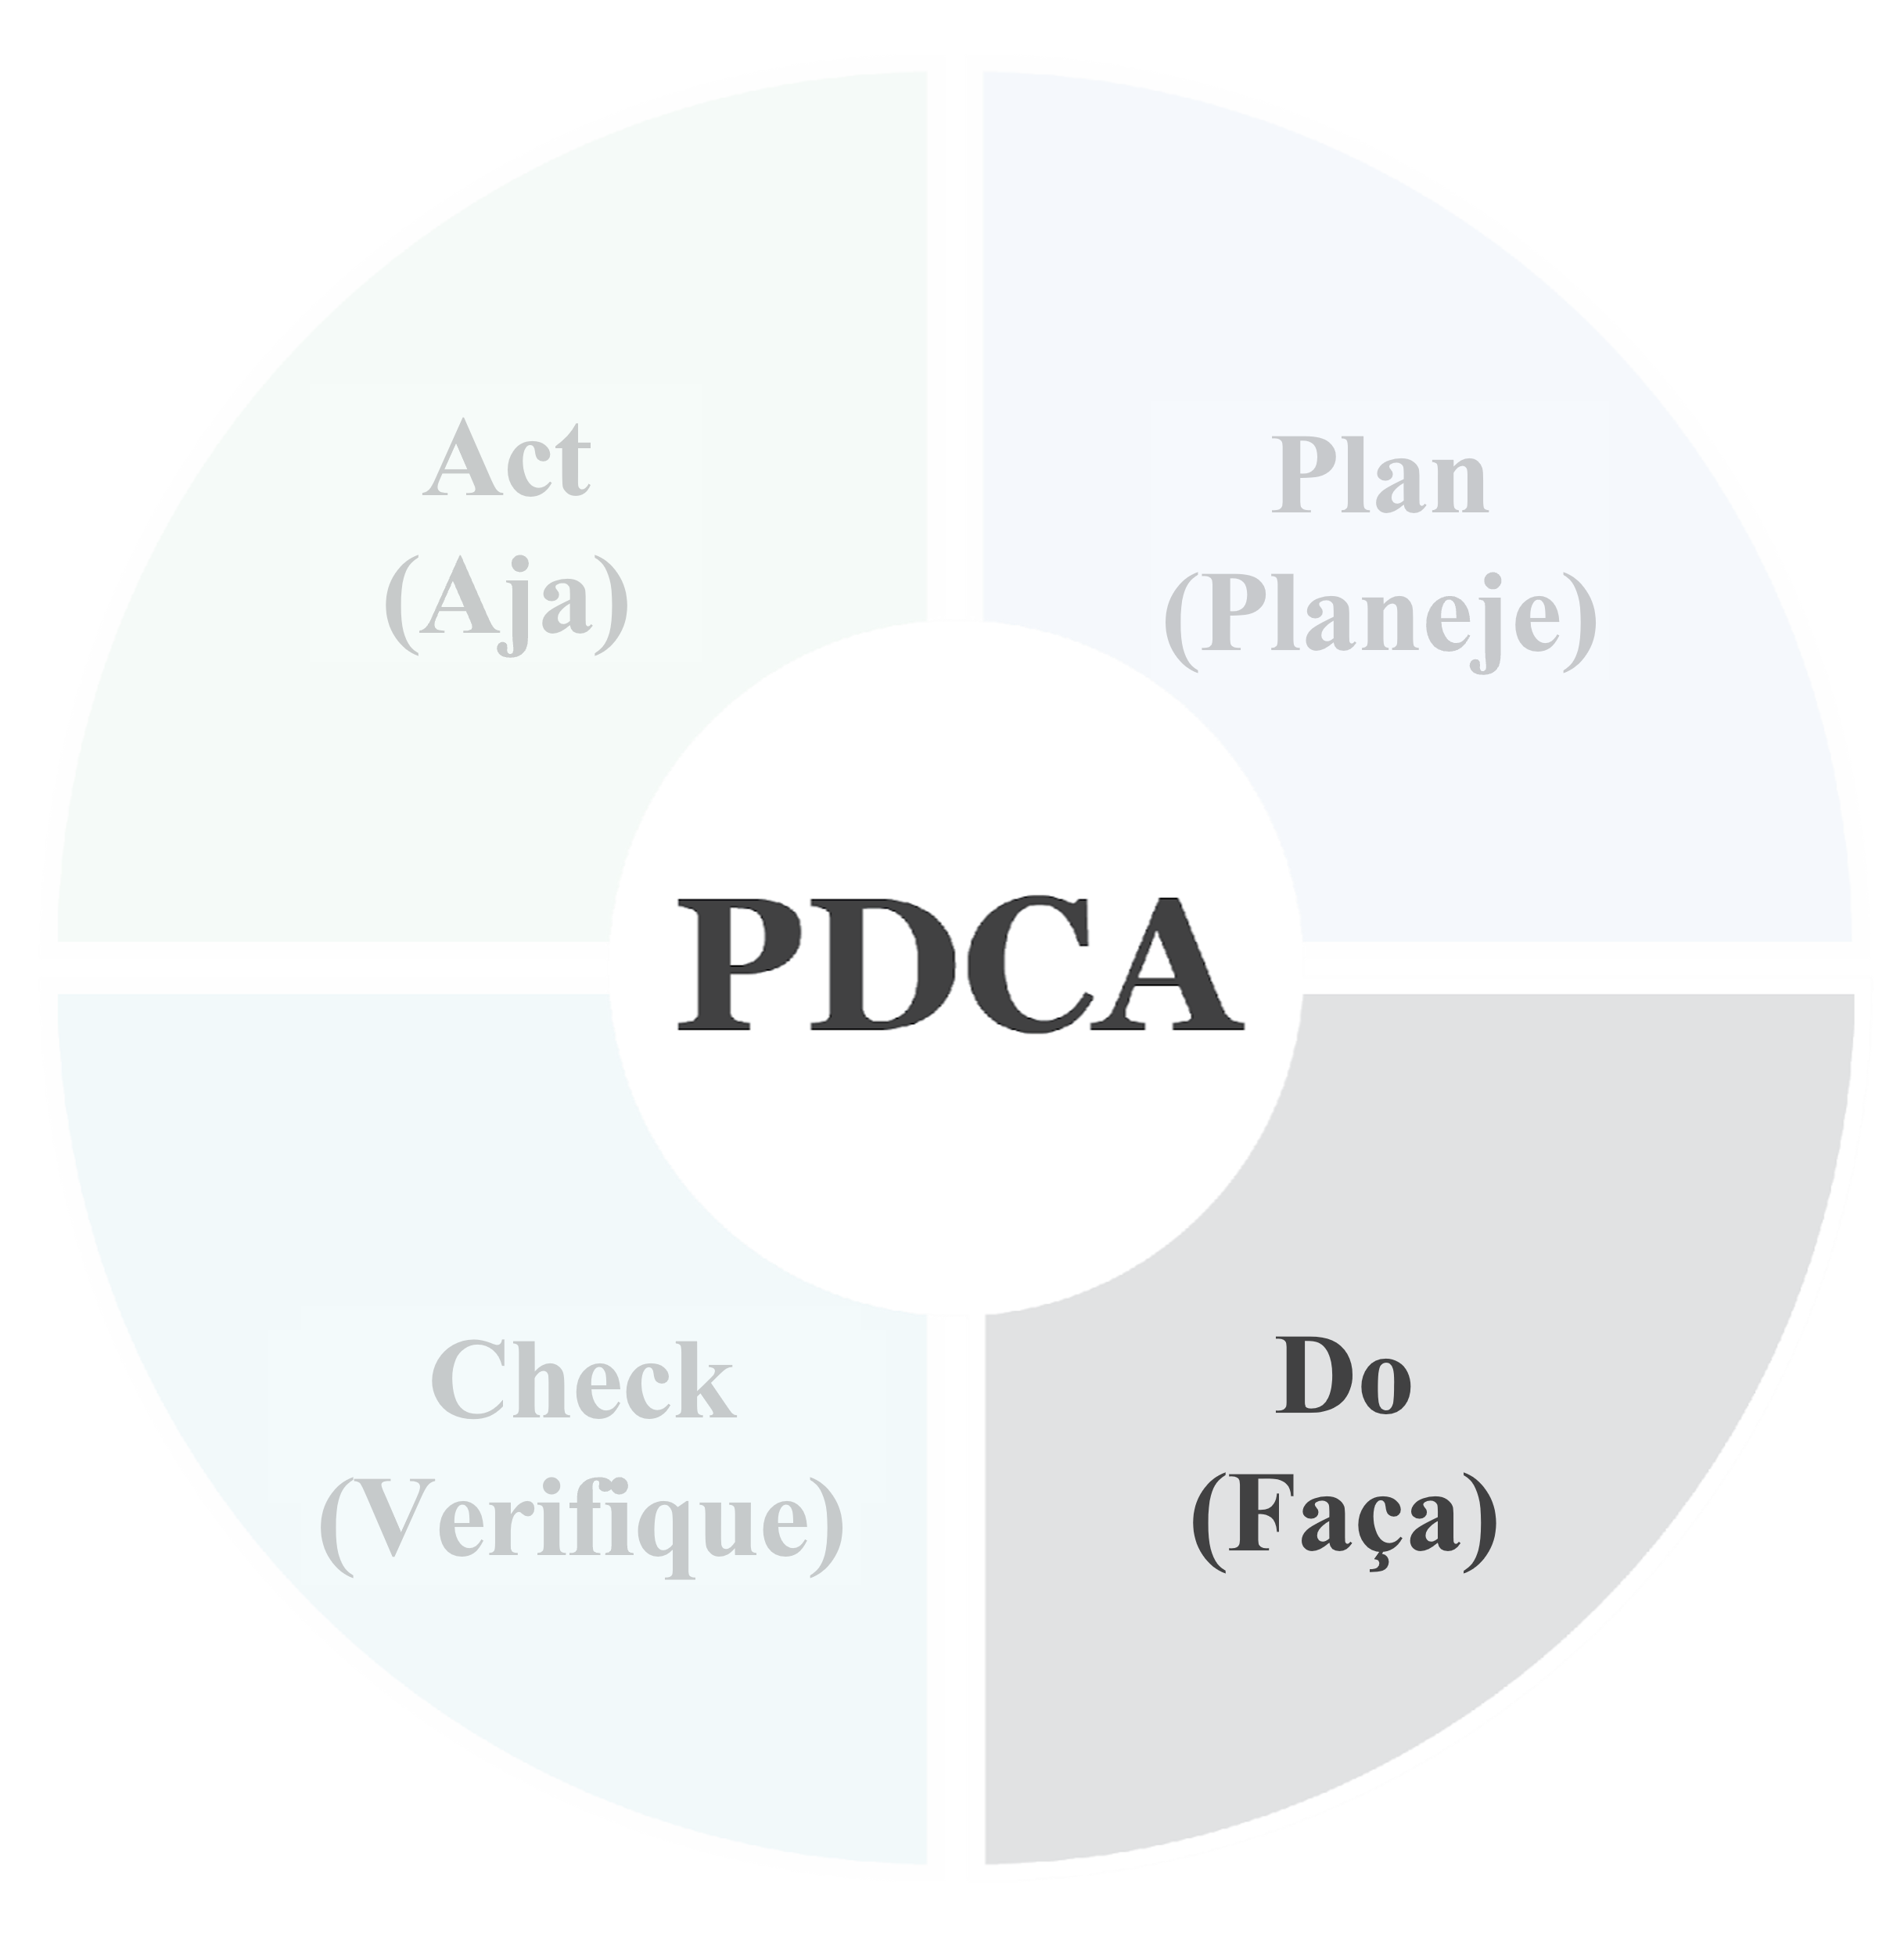 Act
(Aja)
Plan
(Planeje)
PDCA
Check
(Verifique)
Do
(Faça)